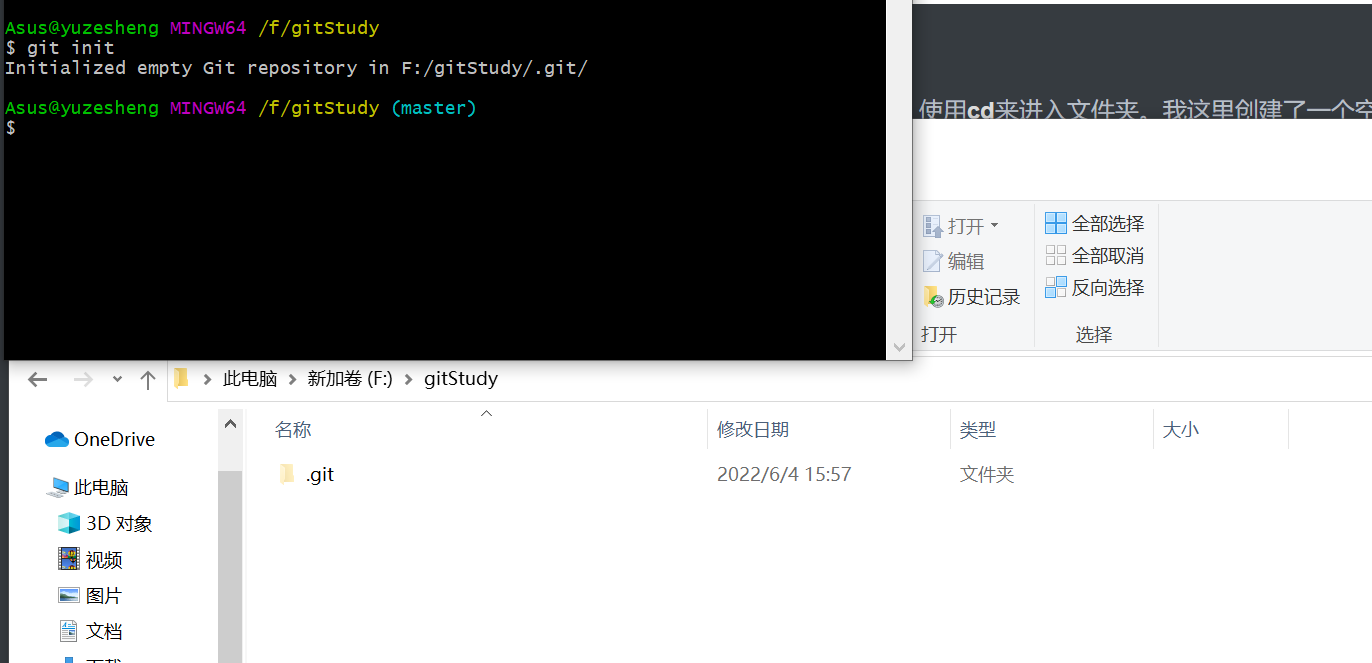 Asus@yuzesheng MINGW64 /f/gitStudy
$ git init
Initialized empty Git repository in F:/gitStudy/.git/
Asus@yuzesheng MINGW64 /f/gitStudy (master)
$
使用cd来进入文件夹。我这里创建了一个空
打开
全部选择
编辑
全部取消
历史记录
反向选择
打开
选择
此电脑 新加卷 (F:) gitStudy
名称 修改日期 类型 大小
.git 2022/6/4 15:57 文件夹
OneDrive
此电脑
3D 对象
视频
图片
文档
下载